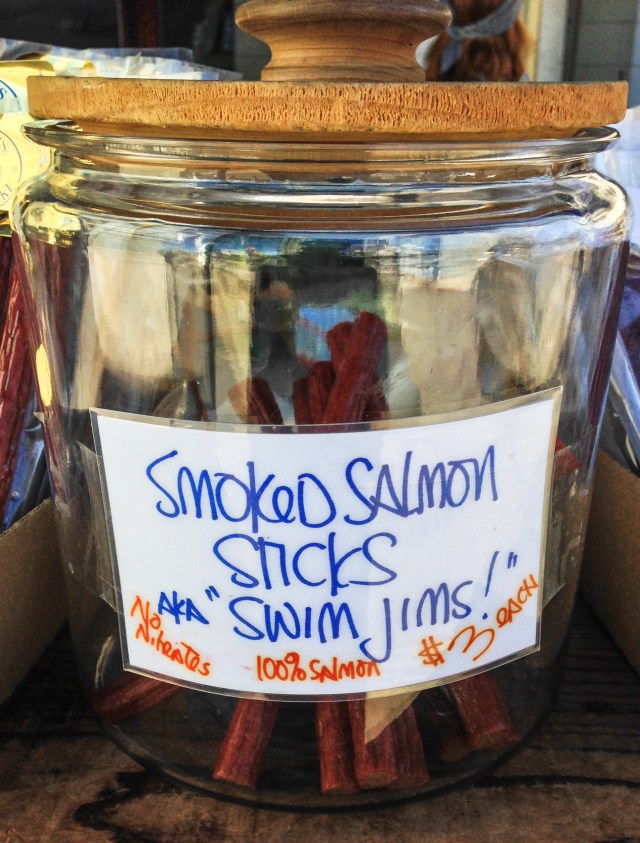 SMOKED SALMON
STICKS
AKA "SWIM JIMS!"
No
Nitrates
100% SALMON
$3 each